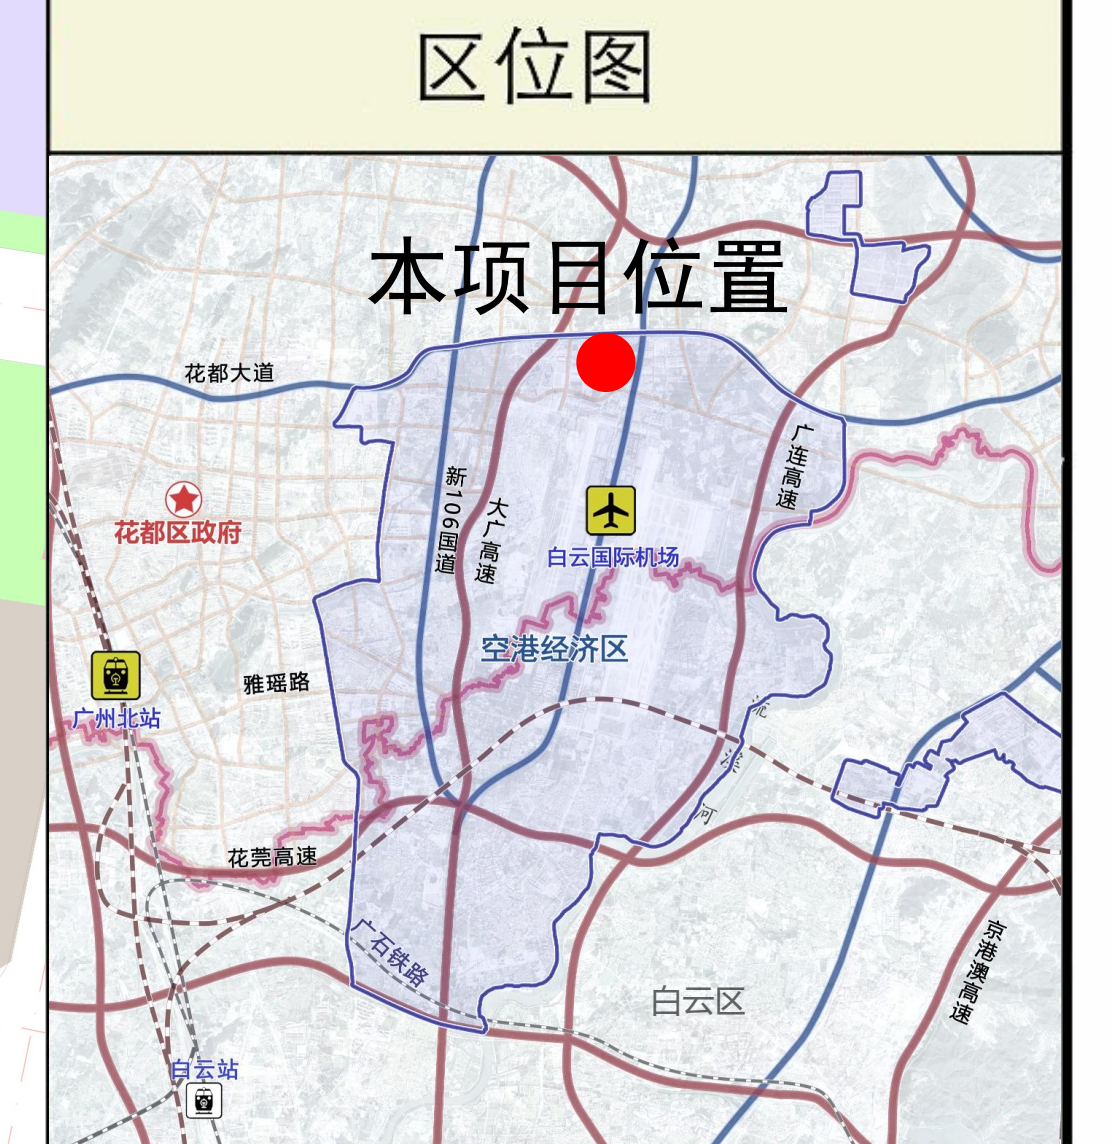 区位图
本项目位置
花都大道
广连高速
新106国道
大广高速
花都区政府
白云国际机场
空港经济区
雅瑶路
广州北站
流溪河
花莞高速
广石铁路
京港澳高速
白云区
白云站